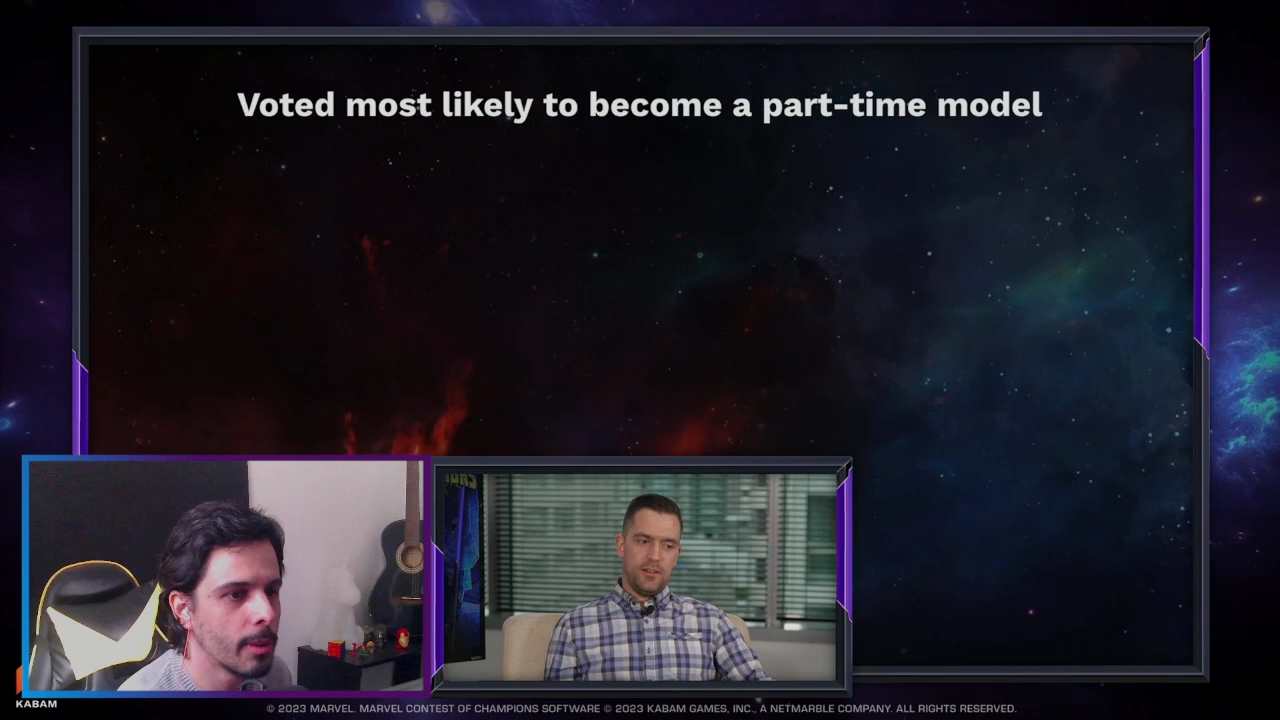 Voted most likely to become a part-time model
KABAM
© 2023 MARVEL. MARVEL CONTEST OF CHAMPIONS SOFTWARE © 2023 KABAM GAMES, INC., A NETMARBLE COMPANY. ALL RIGHTS RESERVED.